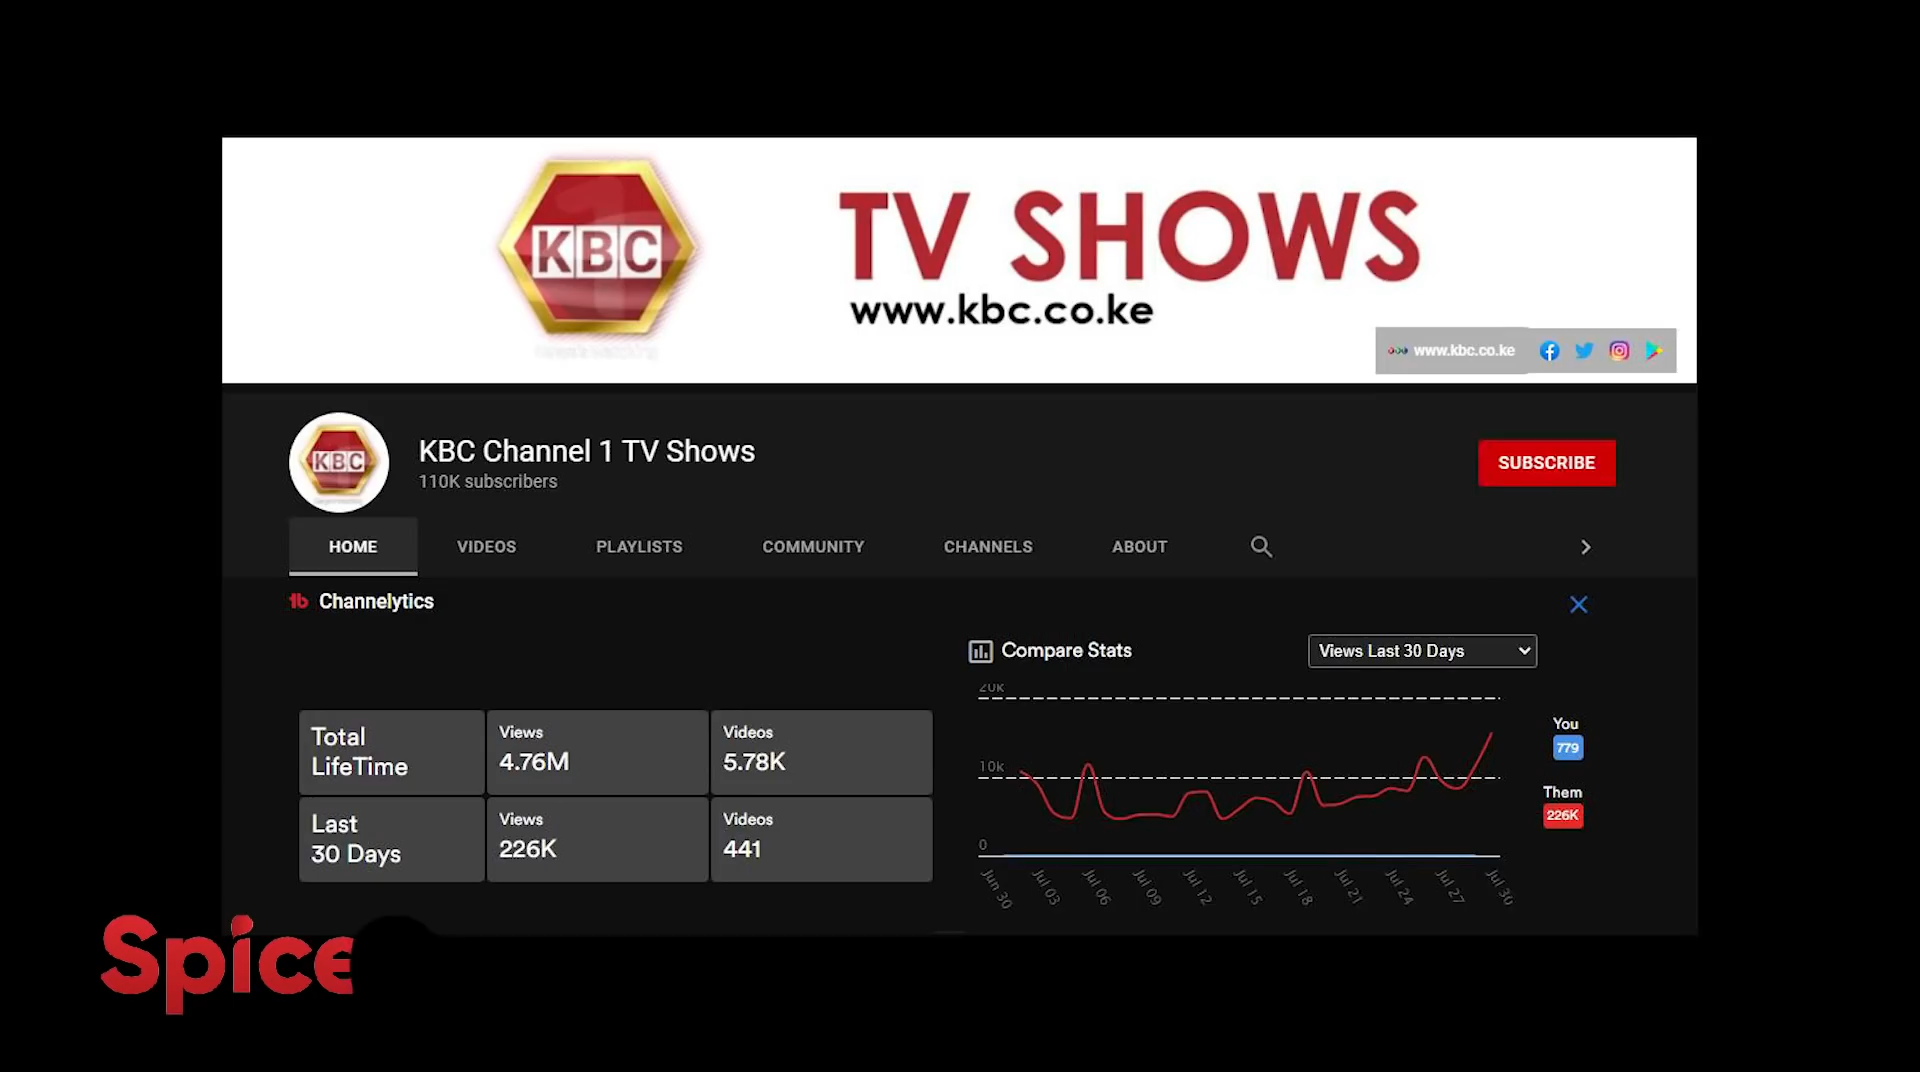 KBC
TV SHOWS
www.kbc.co.ke
www.kbc.co.ke
KBC
KBC Channel 1 TV Shows
110K subscribers
SUBSCRIBE
HOME VIDEOS PLAYLISTS COMMUNITY CHANNELS ABOUT
tb Channelytics
Compare Stats
Views Last 30 Days
Total
LifeTime
Views
4.76M
Videos
5.78K
Last
30 Days
Views
226K
Videos
441
20k
10k
0
Jun 30 Jul 03 Jul 06 Jul 09 Jul 12 Jul 15 Jul 18 Jul 21 Jul 24 Jul 27 Jul 30
You
779
Them
226K
Spice